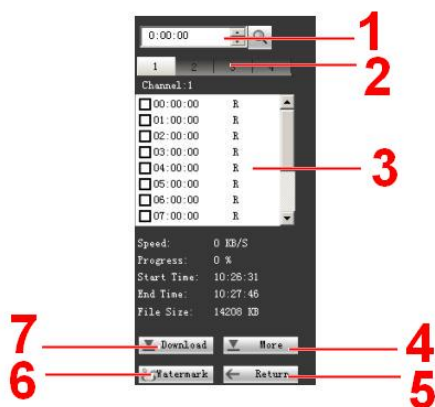 0:00:00
1
1 2 3 4
2
Channel:1
00:00:00 R
01:00:00 R
02:00:00 R
03:00:00 R
04:00:00 R
3
05:00:00 R
06:00:00 R
07:00:00 R
Speed: 0 KB/S
Progress: 0 %
Start Time: 10:26:31
End Time: 10:27:46
File Size: 14208 KB
7 Download More 4
6 Watermark Return 5